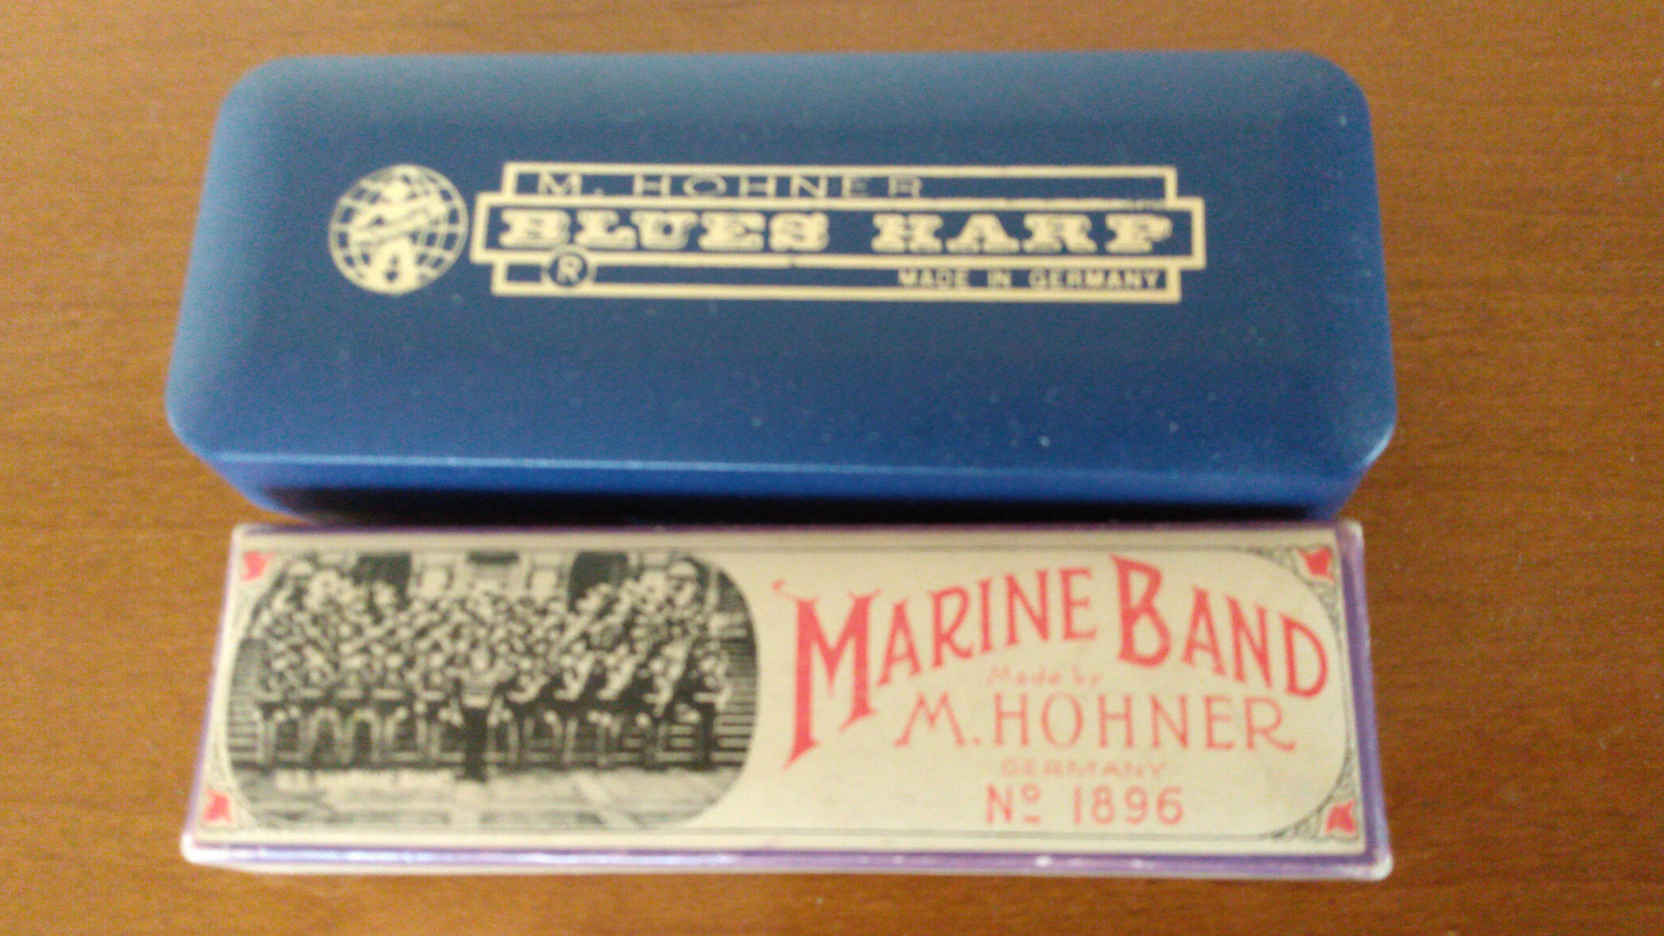 M. HOHNER
BLUES HARP
®
MADE IN GERMANY
MARINE BAND
Made by
M. HOHNER
GERMANY
Nº 1896